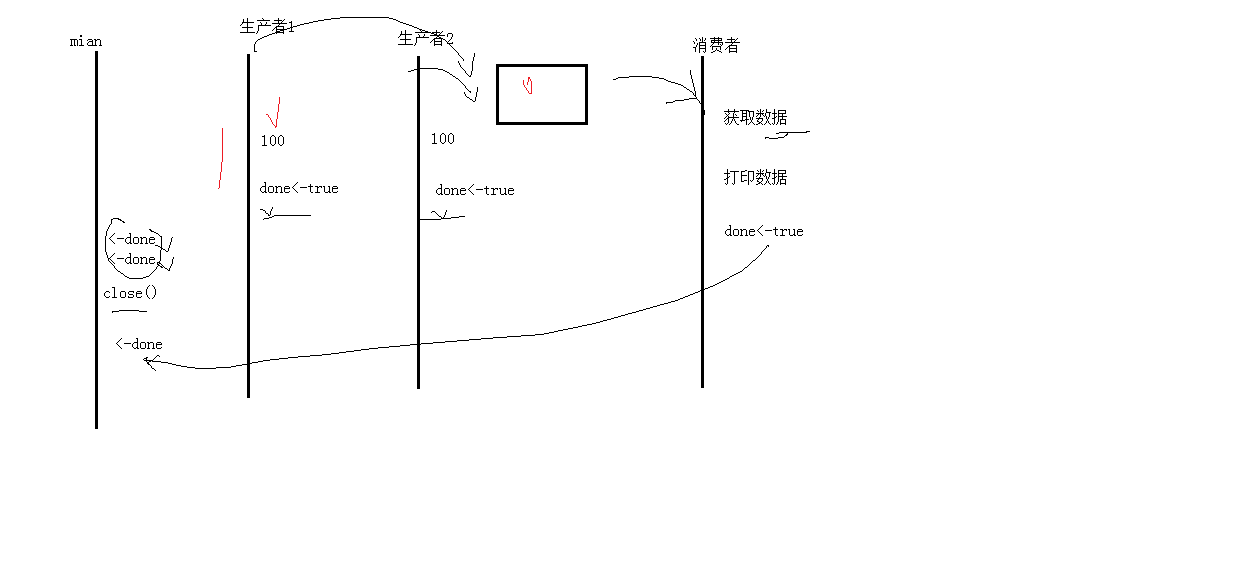 mian
生产者1
生产者2
消费者
获取数据
100
100
打印数据
done<-true
done<-true
done<-true
<-done
<-done
close()
<-done